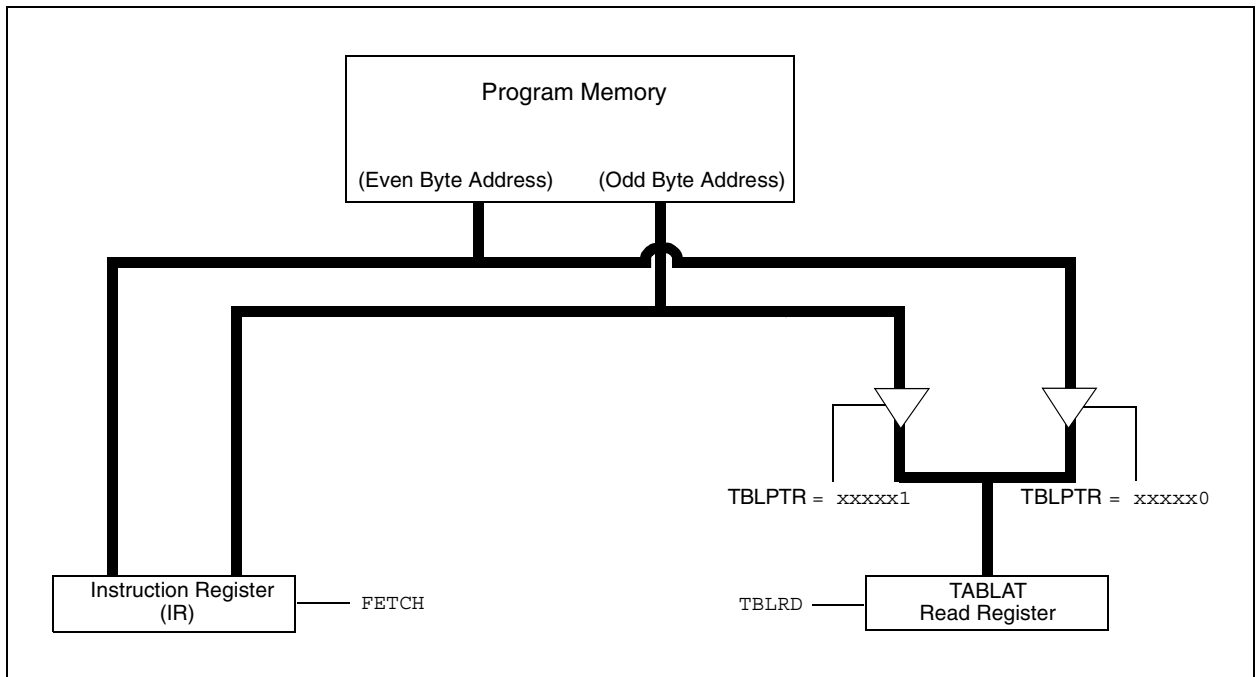 Program Memory
(Even Byte Address) (Odd Byte Address)
TBLPTR = xxxxx1 TBLPTR = xxxxx0
Instruction Register
(IR)
FETCH
TBLRD
TABLAT
Read Register